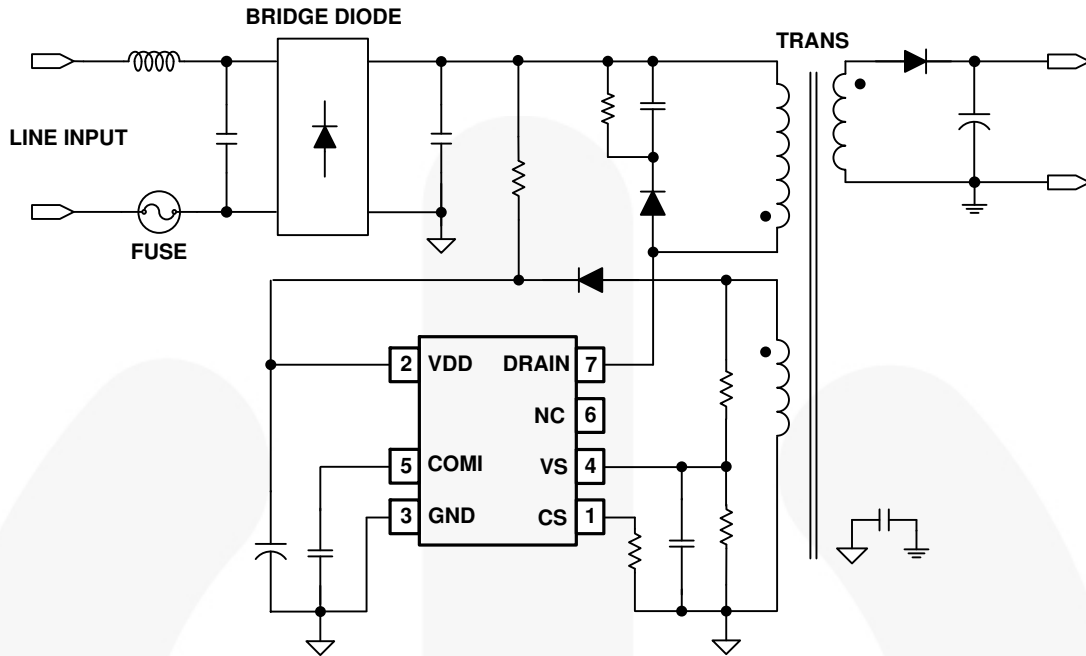 BRIDGE DIODE
TRANS
LINE INPUT
FUSE
2 VDD DRAIN 7
NC 6
5 COMI VS 4
3 GND CS 1